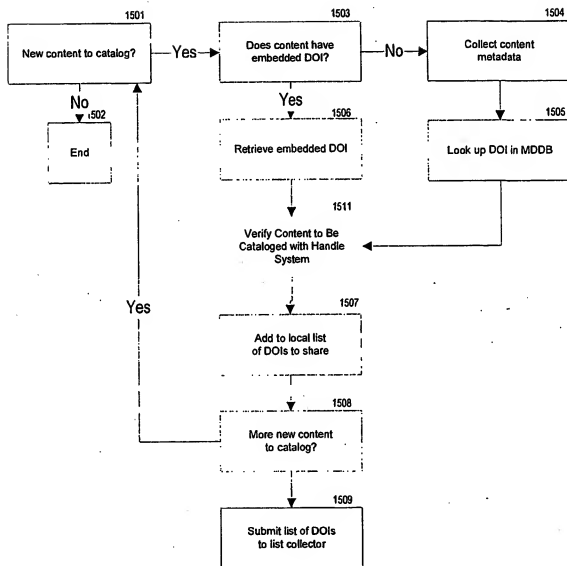 1501
New content to catalog?
Yes
1503
Does content have
embedded DOI?
No
1504
Collect content
metadata
No
1502
End
Yes
1506
Retrieve embedded DOI
1505
Look up DOI in MDDB
1511
Verify Content to Be
Cataloged with Handle
System
Yes
1507
Add to local list
of DOIs to share
1508
More new content
to catalog?
1509
Submit list of DOIs
to list collector